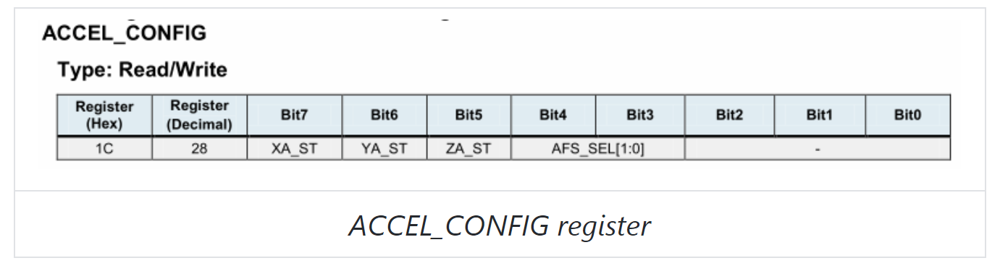 ACCEL_CONFIG
Type: Read/Write
Register (Hex) Register (Decimal) Bit7 Bit6 Bit5 Bit4 Bit3 Bit2 Bit1 Bit0
1C 28 XA_ST YA_ST ZA_ST AFS_SEL[1:0] -
ACCEL_CONFIG register